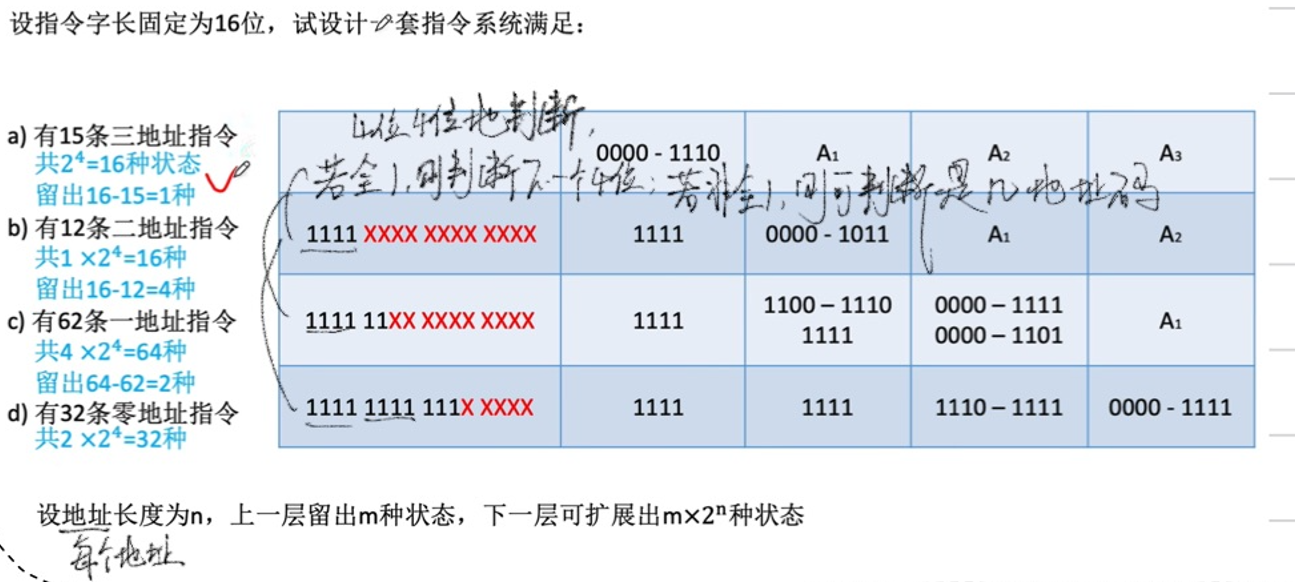 设指令字长固定为16位，试设计一套指令系统满足：
a) 有15条三地址指令
共2⁴=16种状态
留出16-15=1种
b) 有12条二地址指令
共1 ×2⁴=16种
留出16-12=4种
c) 有62条一地址指令
共4 ×2⁴=64种
留出64-62=2种
d) 有32条零地址指令
共2 ×2⁴=32种
4位4位地判断，
若全1，则判断下一个4位；若非全1，则可判断是几地址码
0000 - 1110 A₁ A₂ A₃
1111 XXXX XXXX XXXX 1111 0000 - 1011 A₁ A₂
1111 11XX XXXX XXXX 1111 1100 – 1110 0000 – 1111 A₁
1111 0000 – 1101
1111 1111 111X XXXX 1111 1111 1110 – 1111 0000 - 1111
设地址长度为n，上一层留出m种状态，下一层可扩展出m×2ⁿ种状态
每个地址